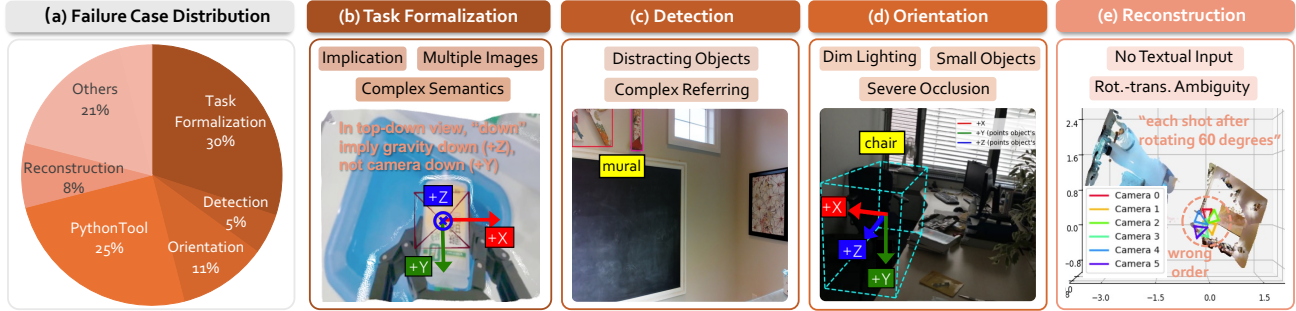 (a) Failure Case Distribution
Others
21%
Task
Formalization
30%
Reconstruction
8%
Detection
5%
PythonTool
25%
Orientation
11%
(b) Task Formalization
Implication
Multiple Images
Complex Semantics
In top-down view, "down"
imply gravity down (+Z),
not camera down (+Y)
+Z
+X
+Y
(c) Detection
Distracting Objects
Complex Referring
mural
(d) Orientation
Dim Lighting
Small Objects
Severe Occlusion
chair
+X
+Y (points object's
+Z (points object's
+X
+Z
+Y
(e) Reconstruction
No Textual Input
Rot.-trans. Ambiguity
"each shot after
rotating 60 degrees"
2.4
1.6
0.8
0.0
−0.8
Camera 0
Camera 1
Camera 2
Camera 3
Camera 4
Camera 5
wrong
order
−3.0
−1.5
0.0
1.5